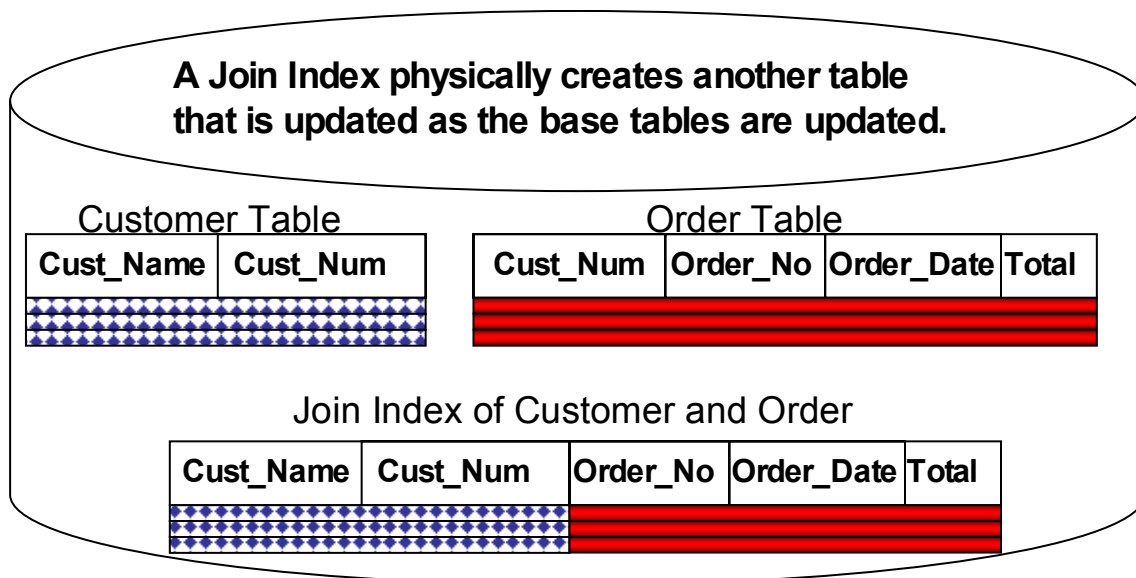 A Join Index physically creates another table
that is updated as the base tables are updated.
Customer Table
Order Table
Cust_Name Cust_Num
Cust_Num Order_No Order_Date Total
Join Index of Customer and Order
Cust_Name Cust_Num Order_No Order_Date Total